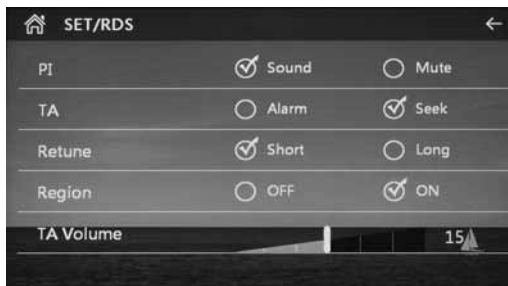 SET/RDS
PI Sound Mute
TA Alarm Seek
Retune Short Long
Region OFF ON
TA Volume 15